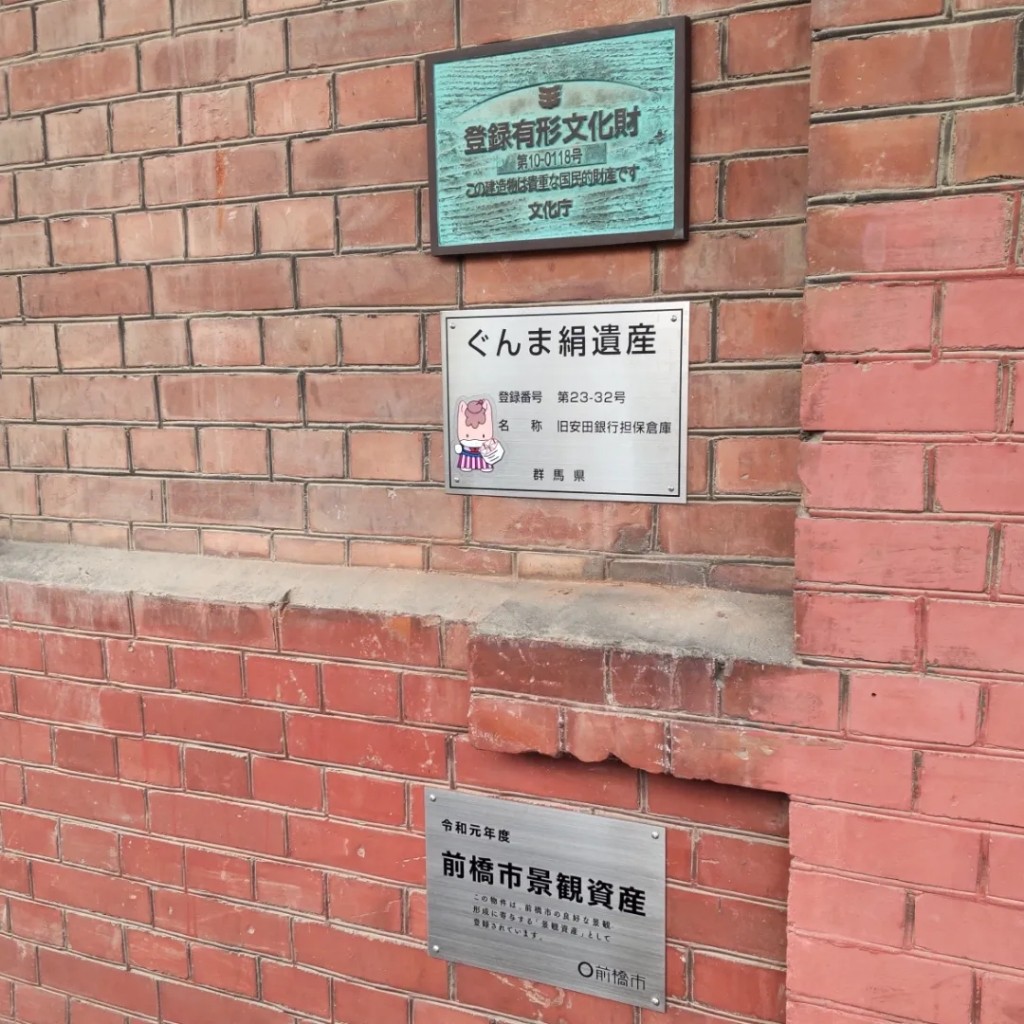 登録有形文化財
第10-0118号
この建造物は貴重な国民的財産です
文化庁
ぐんま絹遺産
登録番号 第23-32号
名 称 旧安田銀行担保倉庫
群馬県
令和元年度
前橋市景観資産
この物件は、前橋市の良好な景観
形成に寄与する「景観資産」として
登録されています。
前橋市